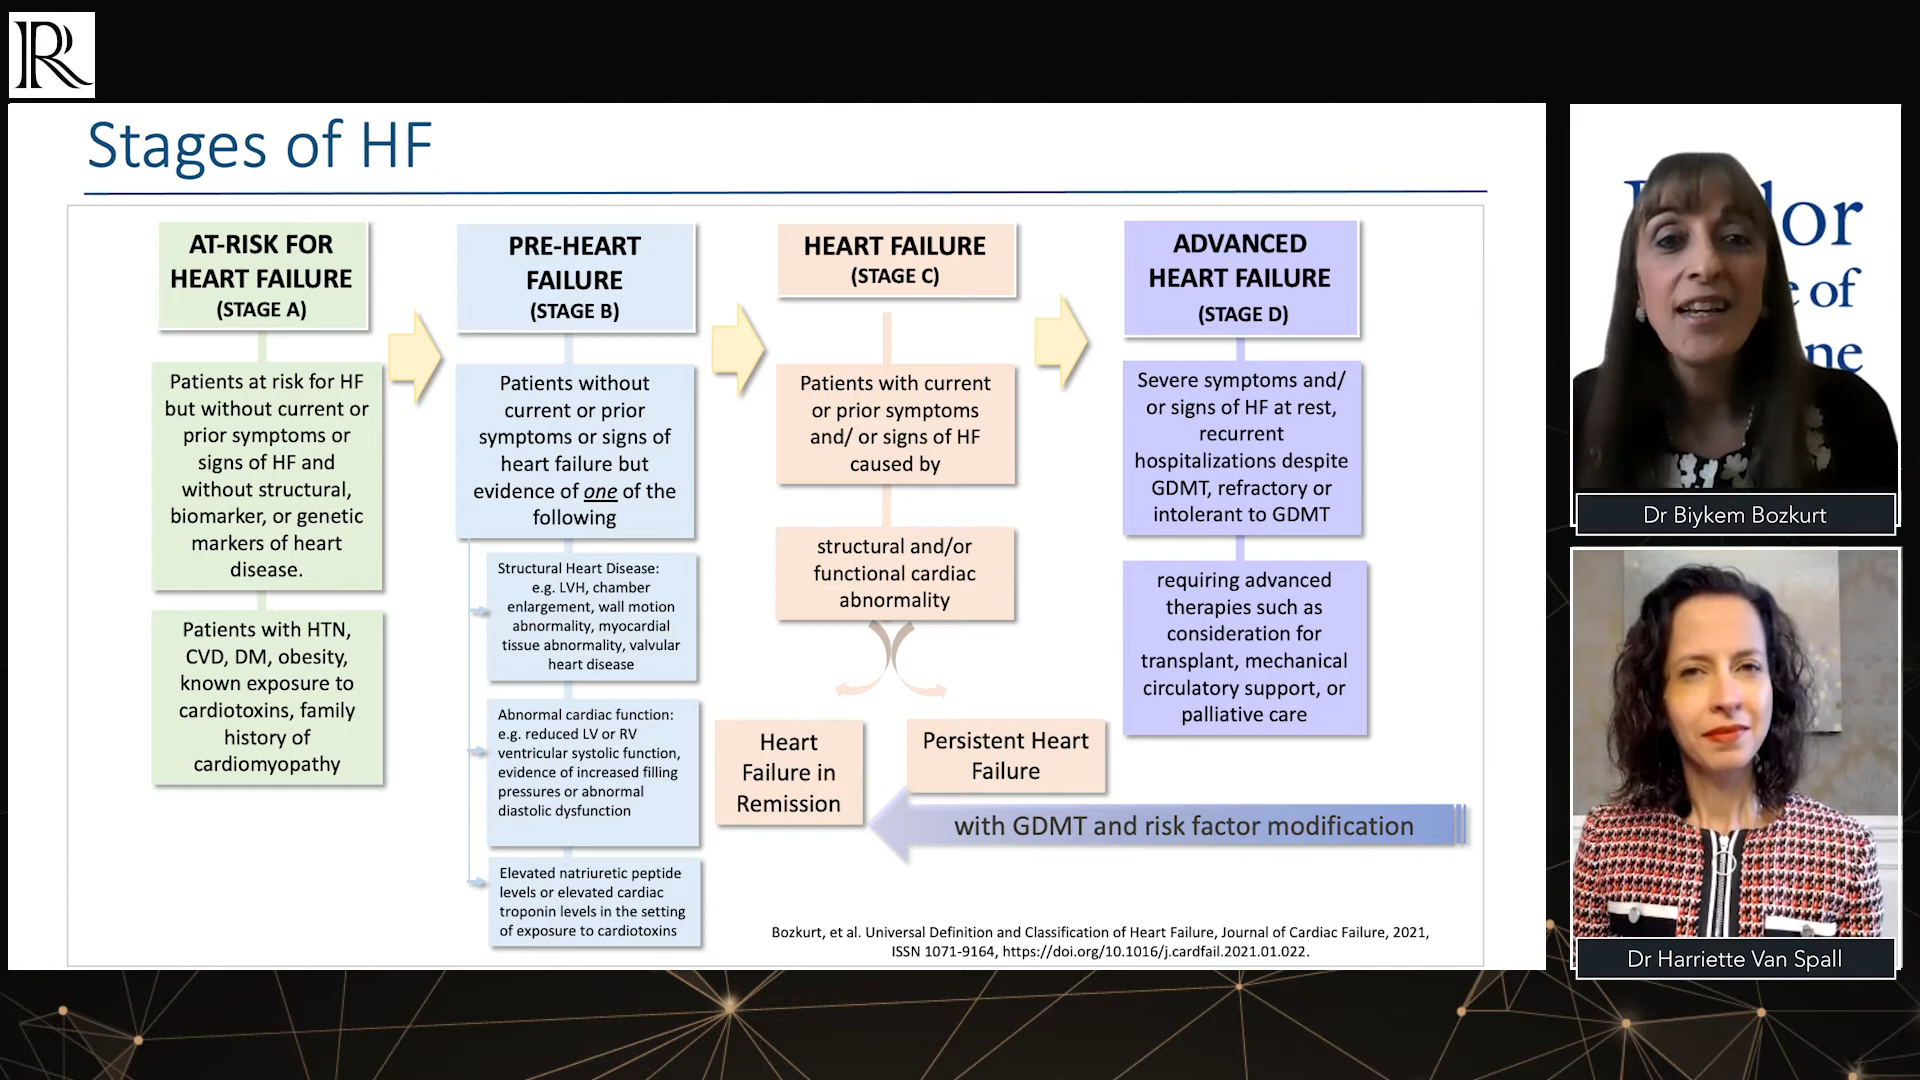 R
Stages of HF
AT-RISK FOR
HEART FAILURE
(STAGE A)
Patients at risk for HF
but without current or
prior symptoms or
signs of HF and
without structural,
biomarker, or genetic
markers of heart
disease.
Patients with HTN,
CVD, DM, obesity,
known exposure to
cardiotoxins, family
history of
cardiomyopathy
PRE-HEART
FAILURE
(STAGE B)
Patients without
current or prior
symptoms or signs of
heart failure but
evidence of one of the
following
Structural Heart Disease:
e.g. LVH, chamber
enlargement, wall motion
abnormality, myocardial
tissue abnormality, valvular
heart disease
Abnormal cardiac function:
e.g. reduced LV or RV
ventricular systolic function,
evidence of increased filling
pressures or abnormal
diastolic dysfunction
Elevated natriuretic peptide
levels or elevated cardiac
troponin levels in the setting
of exposure to cardiotoxins
HEART FAILURE
(STAGE C)
Patients with current
or prior symptoms
and/ or signs of HF
caused by
structural and/or
functional cardiac
abnormality
Heart
Failure in
Remission
Persistent Heart
Failure
ADVANCED
HEART FAILURE
(STAGE D)
Severe symptoms and/
or signs of HF at rest,
recurrent
hospitalizations despite
GDMT, refractory or
intolerant to GDMT
requiring advanced
therapies such as
consideration for
transplant, mechanical
circulatory support, or
palliative care
with GDMT and risk factor modification
Bozkurt, et al. Universal Definition and Classification of Heart Failure, Journal of Cardiac Failure, 2021,
ISSN 1071-9164, https://doi.org/10.1016/j.cardfail.2021.01.022.
lor
e of
ne
Dr Biykem Bozkurt
Dr Harriette Van Spall